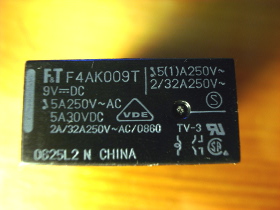 F&T F4AK009T
9V⎓DC
5A250V~AC
5A30VDC
2A/32A250V~AC/0860
0825L2 N CHINA
5(1)A250V~
2/32A250V~
S
VDE
TV-3